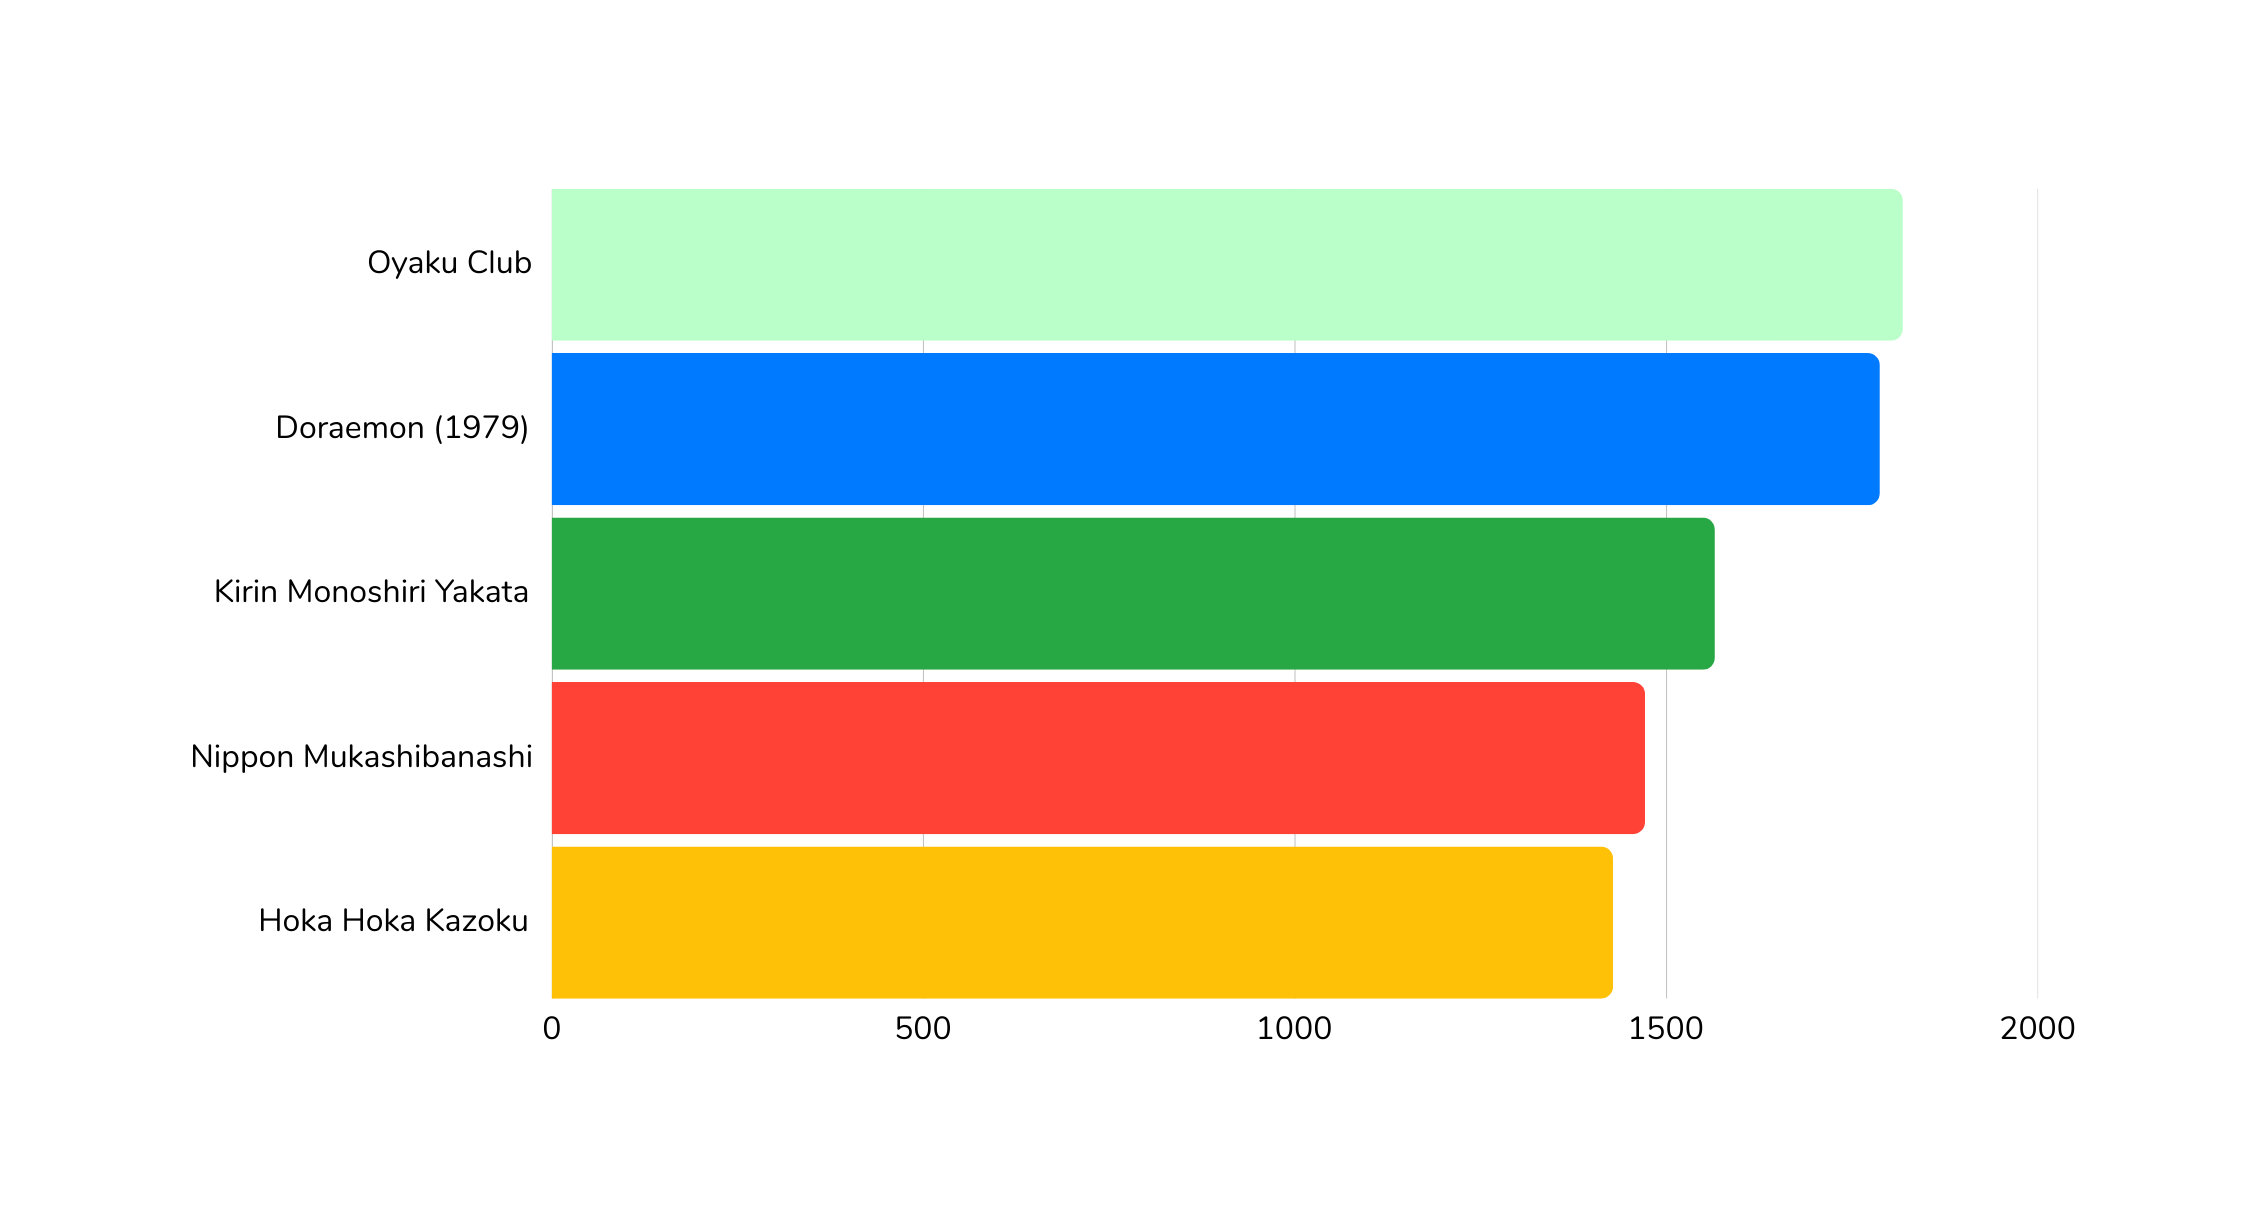 Oyaku Club
Doraemon (1979)
Kirin Monoshiri Yakata
Nippon Mukashibanashi
Hoka Hoka Kazoku
0 500 1000 1500 2000